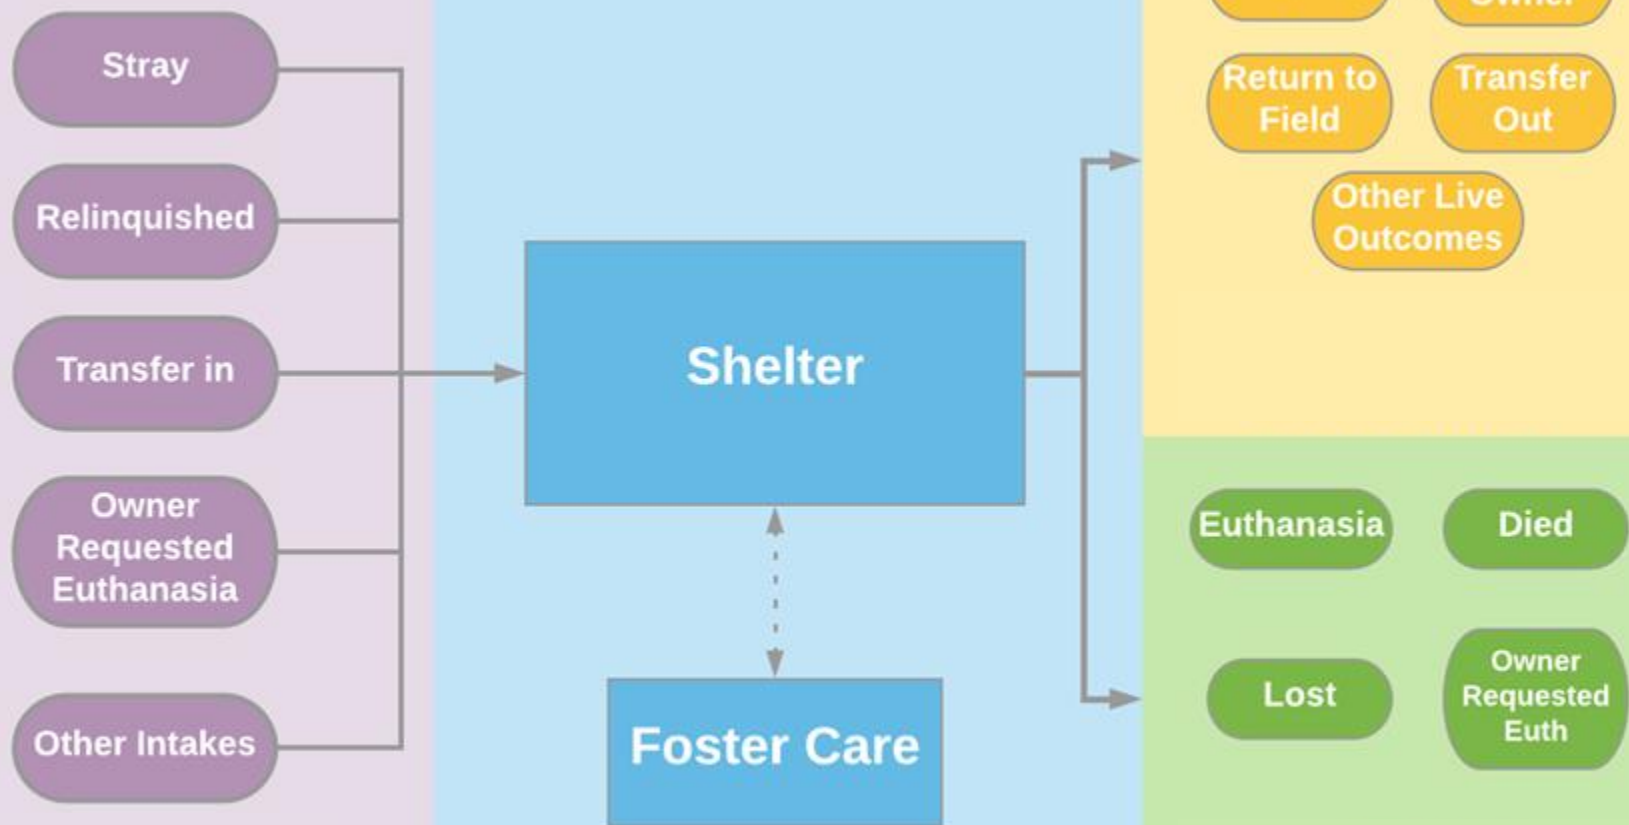 Stray
Relinquished
Transfer in
Owner
Requested
Euthanasia
Other Intakes
Shelter
Foster Care
Owner
Return to
Field
Transfer
Out
Other Live
Outcomes
Euthanasia
Died
Lost
Owner
Requested
Euth